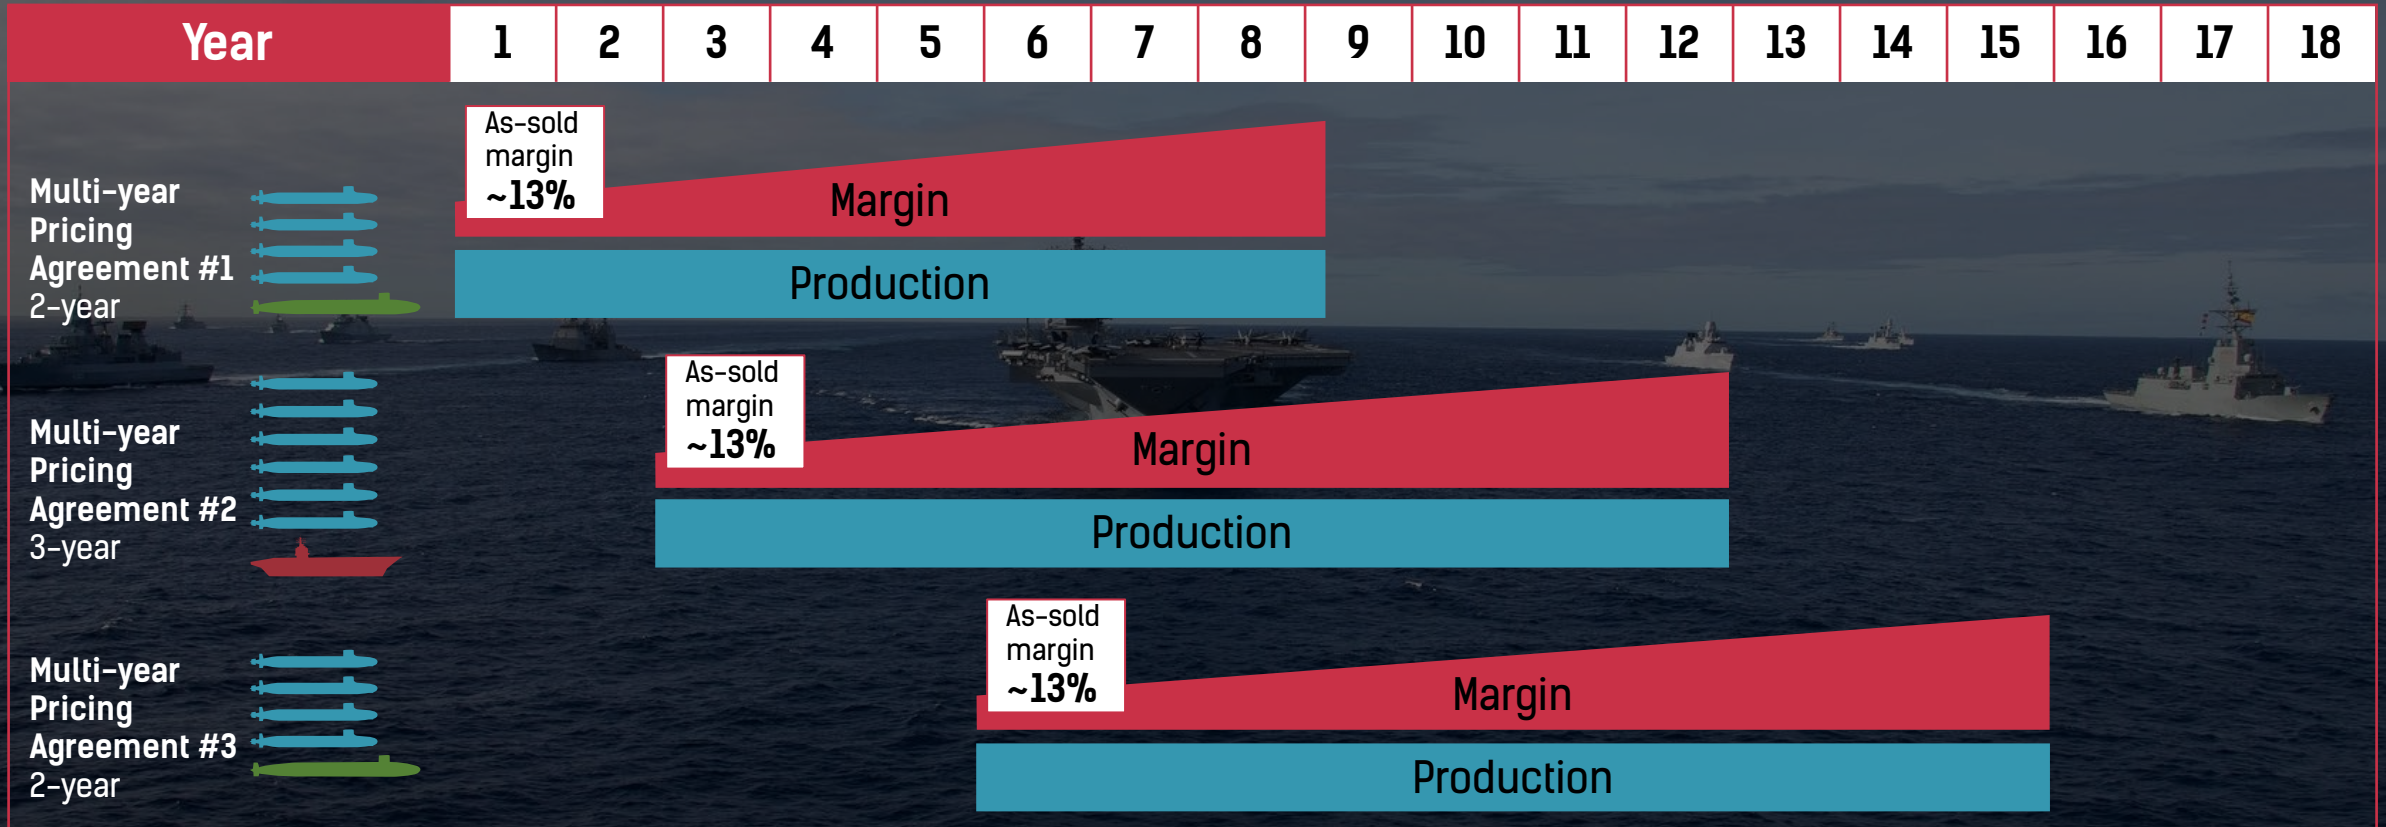 Year 1 2 3 4 5 6 7 8 9 10 11 12 13 14 15 16 17 18
Multi-year
Pricing
Agreement #1
2-year
As-sold
margin
~13%
Margin
Production
Multi-year
Pricing
Agreement #2
3-year
As-sold
margin
~13%
Margin
Production
Multi-year
Pricing
Agreement #3
2-year
As-sold
margin
~13%
Margin
Production